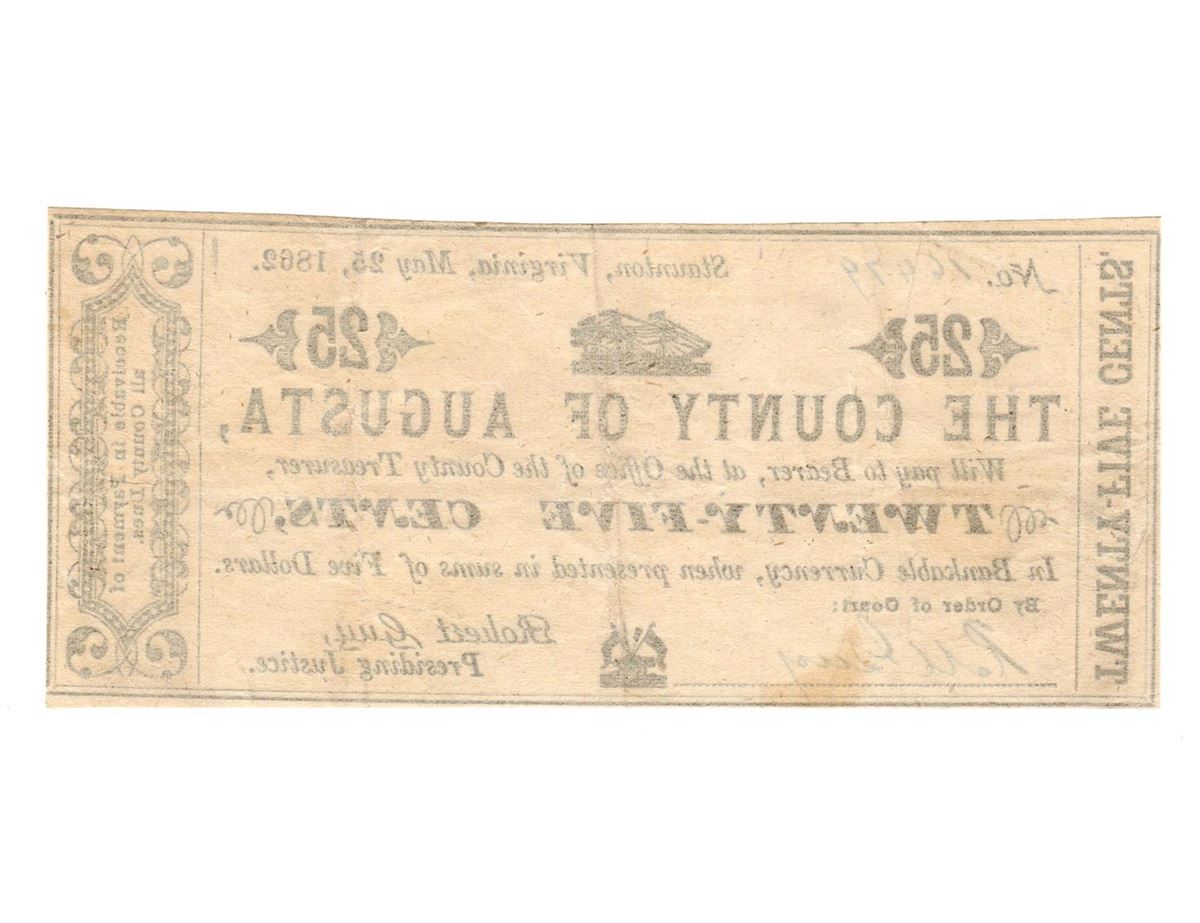 TWENTY-FIVE CENTS.
No.
Staunton, Virginia, May 25, 1862.
25 25
THE COUNTY OF AUGUSTA,
Will pay to Bearer, at the Office of the County Treasurer,
TWENTY-FIVE CENTS,
In Bankable Currency, when presented in sums of Five Dollars.
By Order of Court:
Robert Guy,
Presiding Justice.
Receivable in Payment of
all County Dues.